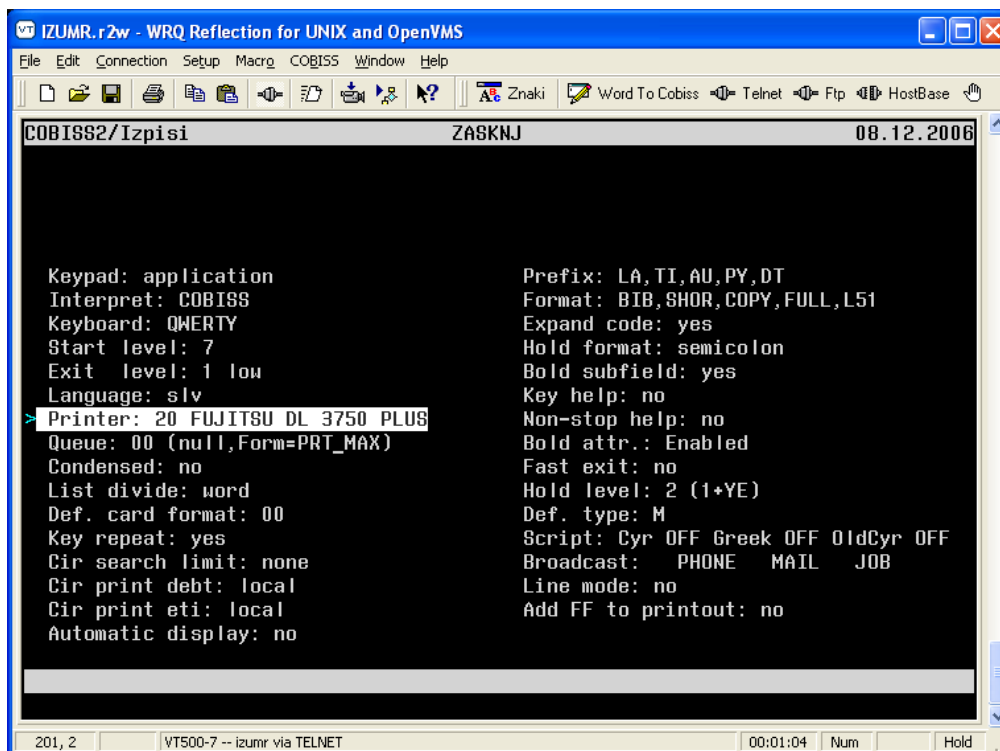 IZUMR.r2w - WRQ Reflection for UNIX and OpenVMS
File Edit Connection Setup Macro COBISS Window Help
Znaki Word To Cobiss Telnet Ftp HostBase
COBISS2/Izpisi ZASKNJ 08.12.2006
Keypad: application Prefix: LA,TI,AU,PY,DT
Interpret: COBISS Format: BIB,SHOR,COPY,FULL,L51
Keyboard: QWERTY Expand code: yes
Start level: 7 Hold format: semicolon
Exit level: 1 low Bold subfield: yes
Language: slv Key help: no
> Printer: 20 FUJITSU DL 3750 PLUS Non-stop help: no
Queue: 00 (null,Form=PRT_MAX) Bold attr.: Enabled
Condensed: no Fast exit: no
List divide: word Hold level: 2 (1+YE)
Def. card format: 00 Def. type: M
Key repeat: yes Script: Cyr OFF Greek OFF OldCyr OFF
Cir search limit: none Broadcast: PHONE MAIL JOB
Cir print debt: local Line mode: no
Cir print eti: local Add FF to printout: no
Automatic display: no
201, 2 VT500-7 -- izumr via TELNET 00:01:04 Num Hold